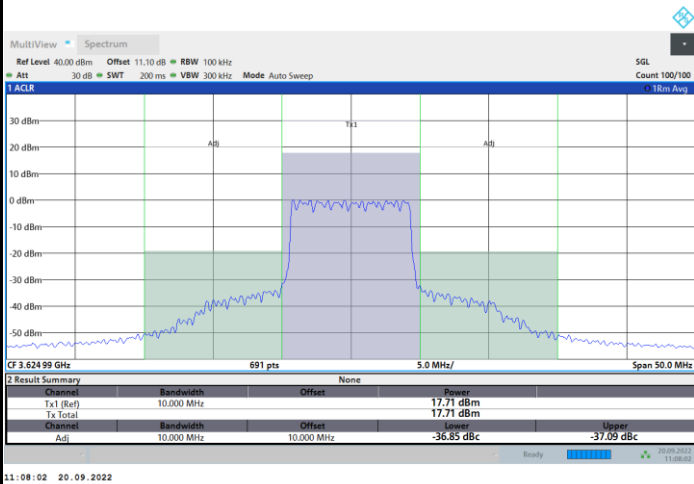 MultiView Spectrum
Ref Level 40.00 dBm Offset 11.10 dB RBW 100 kHz SGL
Att 30 dB SWT 200 ms VBW 300 kHz Mode Auto Sweep Count 100/100
1 ACLR 1Rm Avg
30 dBm
Tx1
20 dBm
Adj Adj
10 dBm
0 dBm
-10 dBm
-20 dBm
-30 dBm
-40 dBm
-50 dBm
CF 3.62499 GHz 691 pts 5.0 MHz/ Span 50.0 MHz
2 Result Summary None
Channel Bandwidth Offset Power
Tx1 (Ref) 10.000 MHz 17.71 dBm
Tx Total 17.71 dBm
Channel Bandwidth Offset Lower Upper
Adj 10.000 MHz 10.000 MHz -36.85 dBc -37.09 dBc
Ready 20.09.2022
11:08:02
11:08:02 20.09.2022